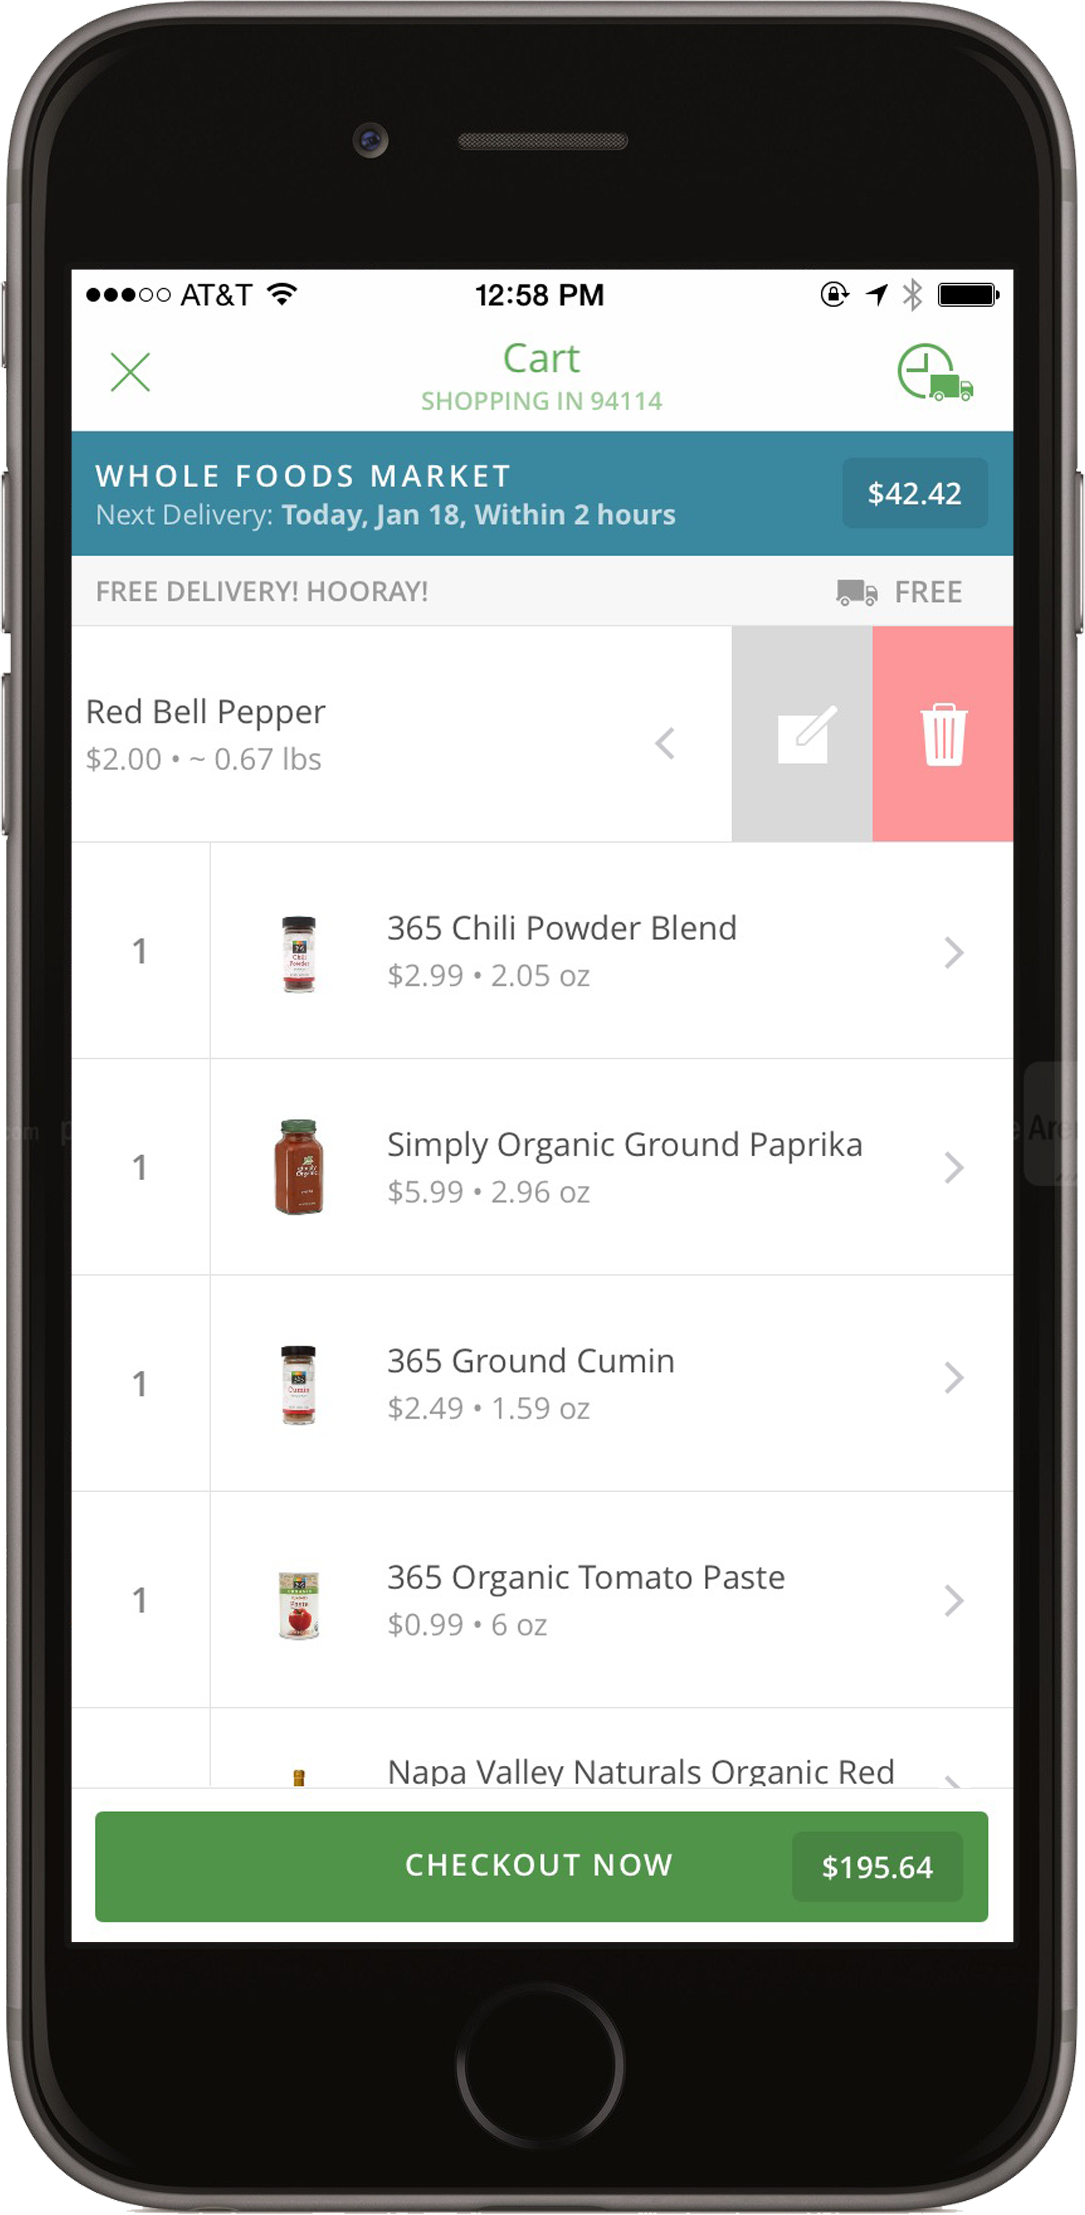 AT&T
12:58 PM
Cart
SHOPPING IN 94114
WHOLE FOODS MARKET
$42.42
Next Delivery: Today, Jan 18, Within 2 hours
FREE DELIVERY! HOORAY!
FREE
Red Bell Pepper
$2.00 • ~ 0.67 lbs
1
365 Chili Powder Blend
$2.99 • 2.05 oz
Chili
Powder
1
Simply Organic Ground Paprika
$5.99 • 2.96 oz
1
365 Ground Cumin
$2.49 • 1.59 oz
Cumin
1
365 Organic Tomato Paste
$0.99 • 6 oz
Paste
Napa Valley Naturals Organic Red
CHECKOUT NOW
$195.64